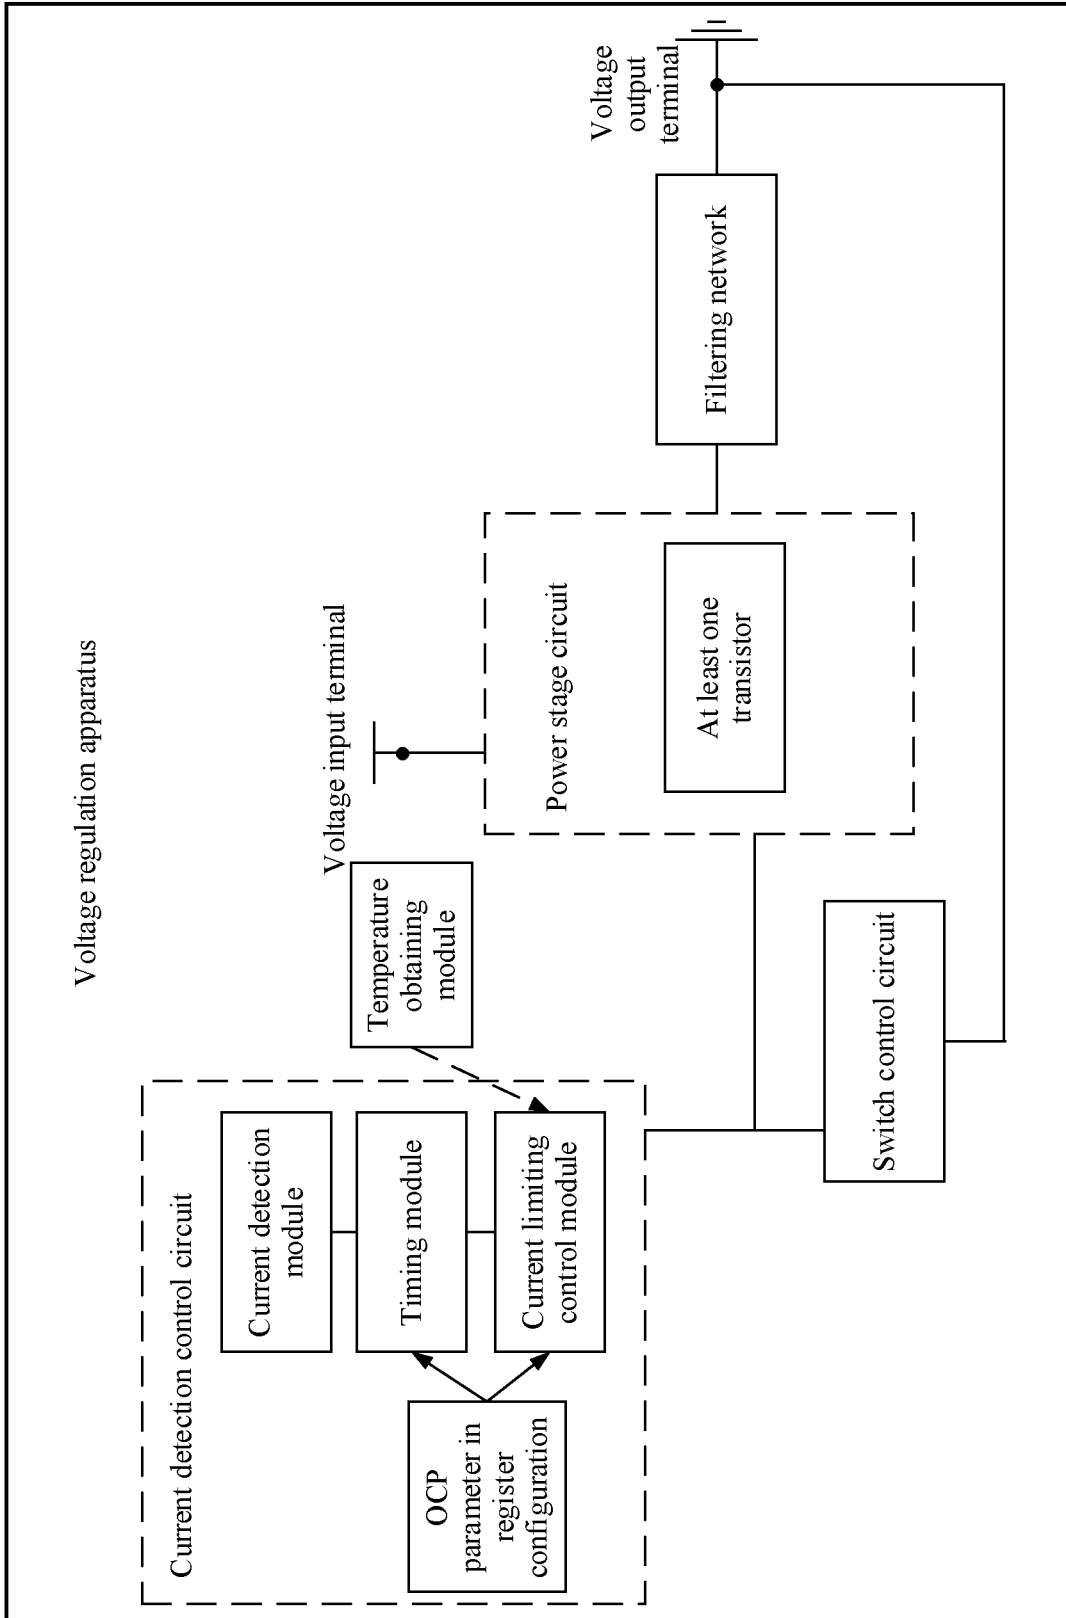 Voltage regulation apparatus
Current detection control circuit
Current detection
module
Timing module
Current limiting
control module
OCP
parameter in
register
configuration
Temperature
obtaining
module
Voltage input terminal
Power stage circuit
At least one
transistor
Switch control circuit
Filtering network
Voltage
output
terminal